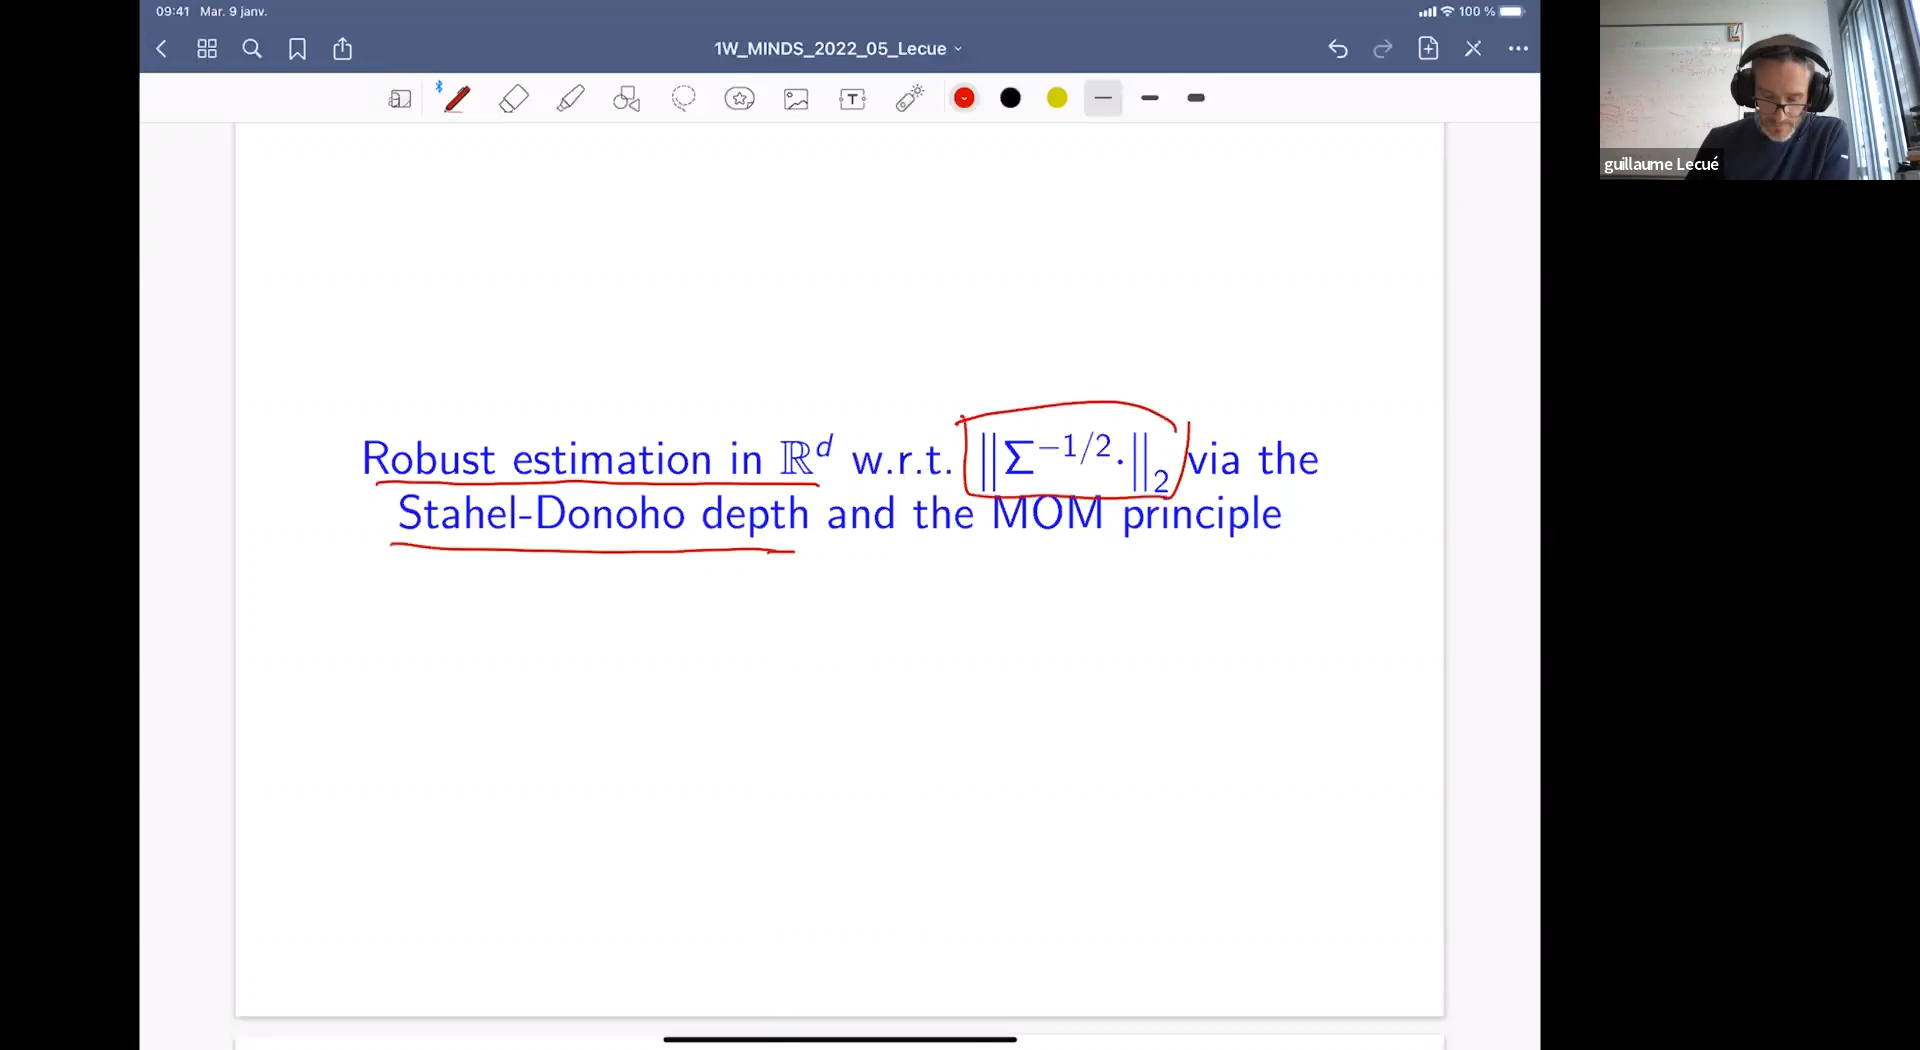 09:41 Mar. 9 janv.
100 %
1W_MINDS_2022_05_Lecue
T
guillaume Lecué
Robust estimation in ℝ^d w.r.t. ‖Σ^{−1/2}·‖_2 via the
Stahel-Donoho depth and the MOM principle